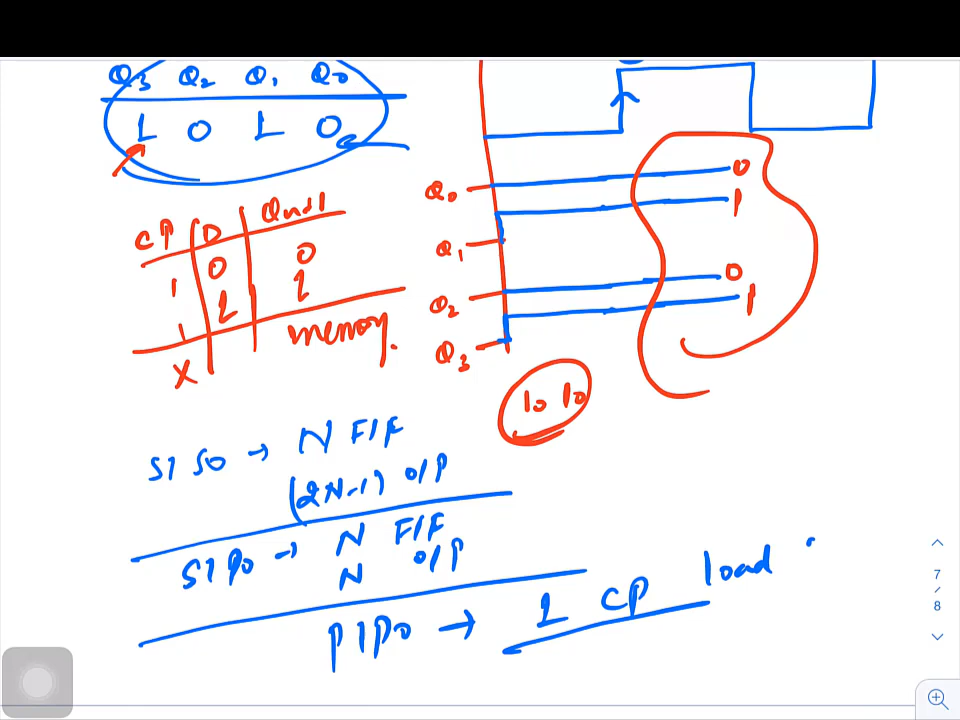 Q3 Q2 Q1 Q0
1 0 1 0
CP D Qn+1
1 0 0
1 1 1
X memory.
Q0 0
1
Q1
Q2 0
1
Q3
1010
SISO → N F/F
(2N-1) O/P
SIPO → N F/F
N O/P
PIPO → 1 CP load
7
/
8